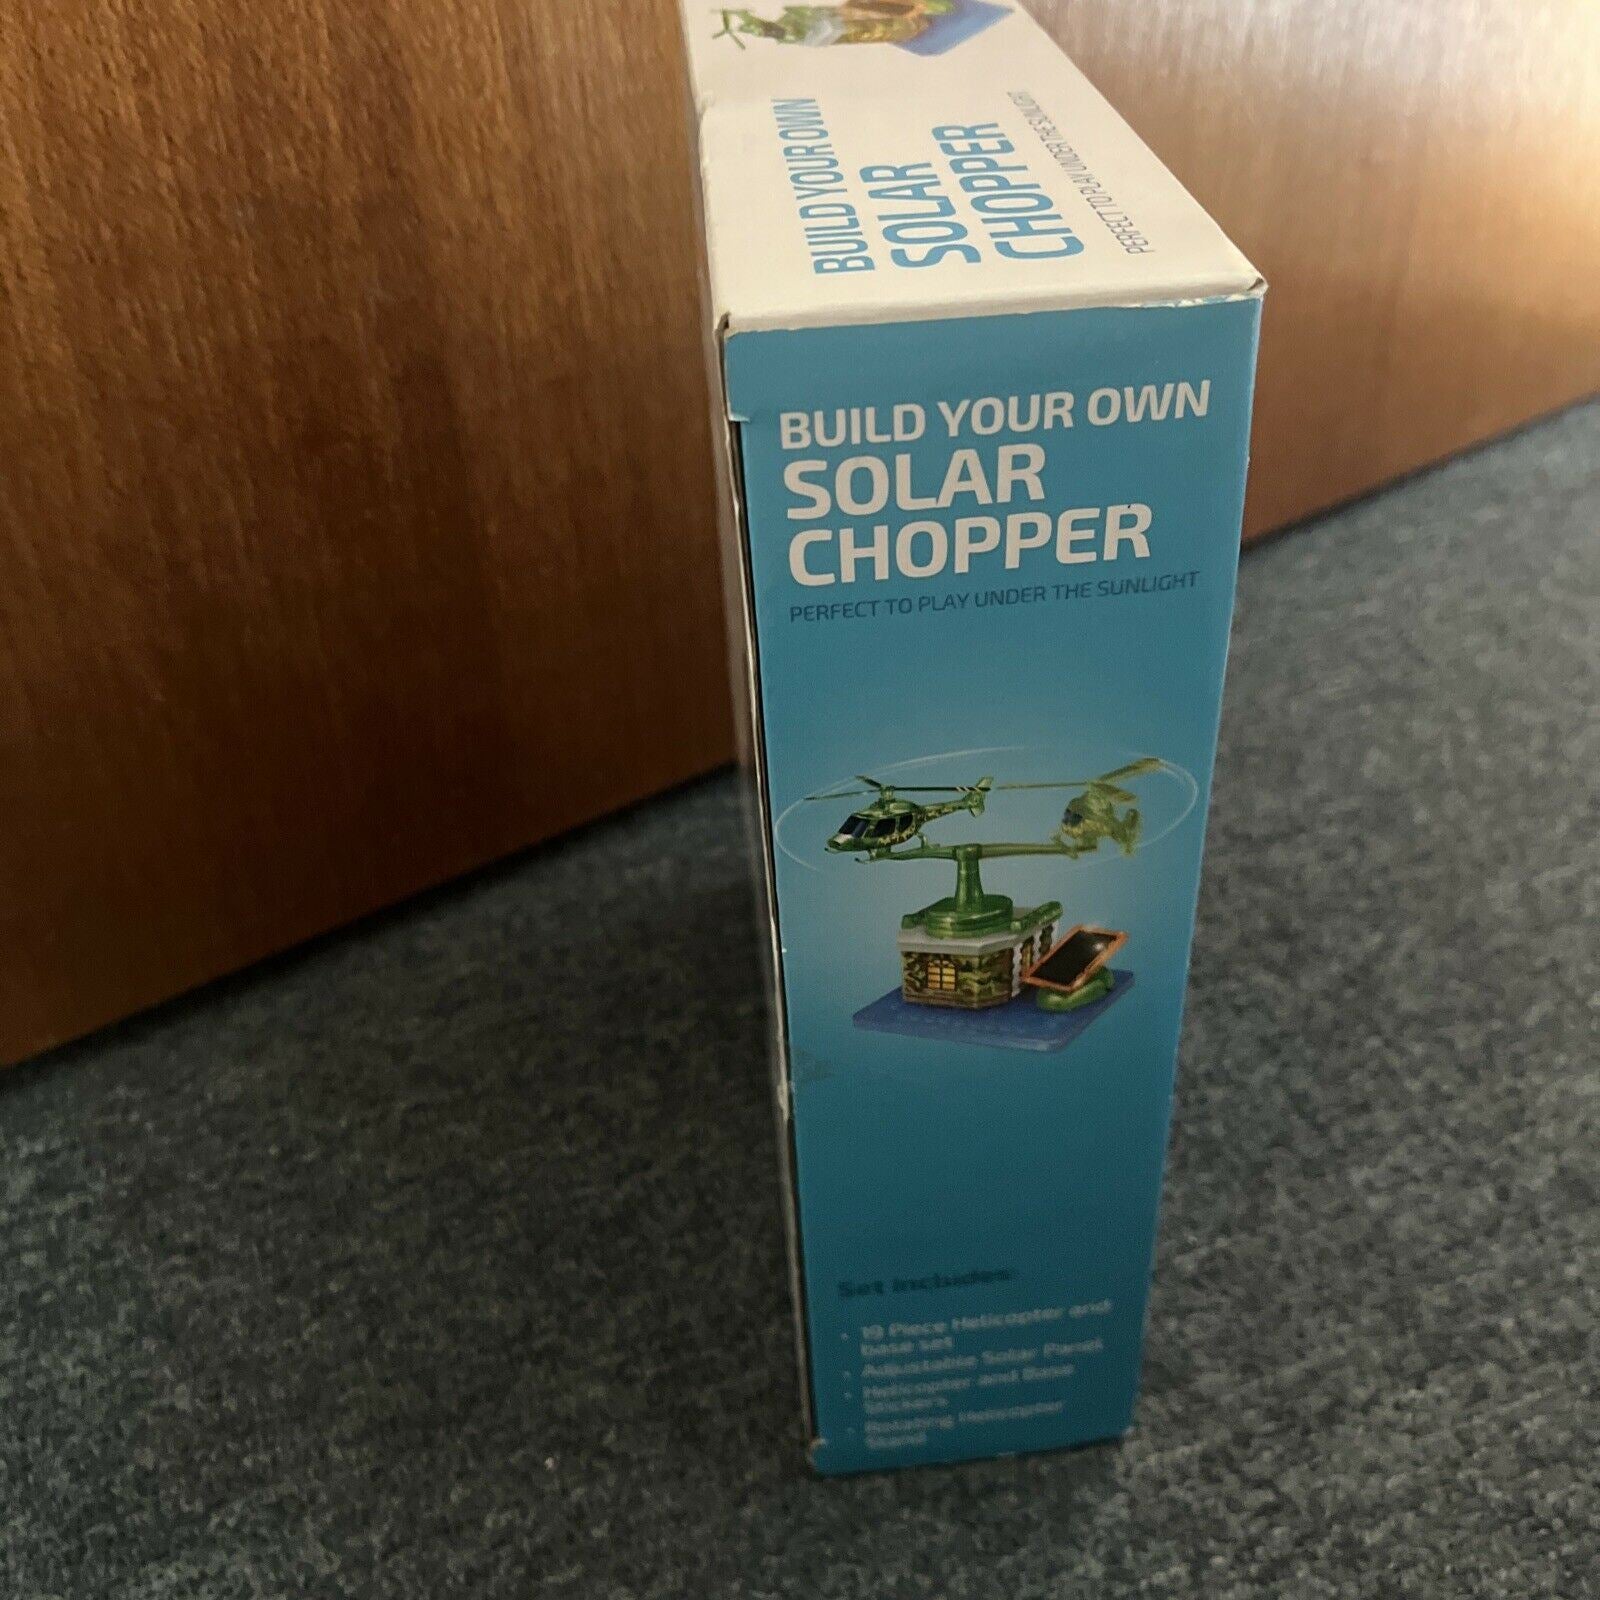 BUILD YOUR OWN
SOLAR
CHOPPER
PERFECT TO PLAY UNDER THE SUNLIGHT
BUILD YOUR OWN
SOLAR
CHOPPER
PERFECT TO PLAY UNDER THE SUNLIGHT
Set Includes:
• 19 Piece Helicopter and
base set
• Adjustable Solar Panel
• Helicopter and Base
Stickers
• Rotating Helicopter
Stand